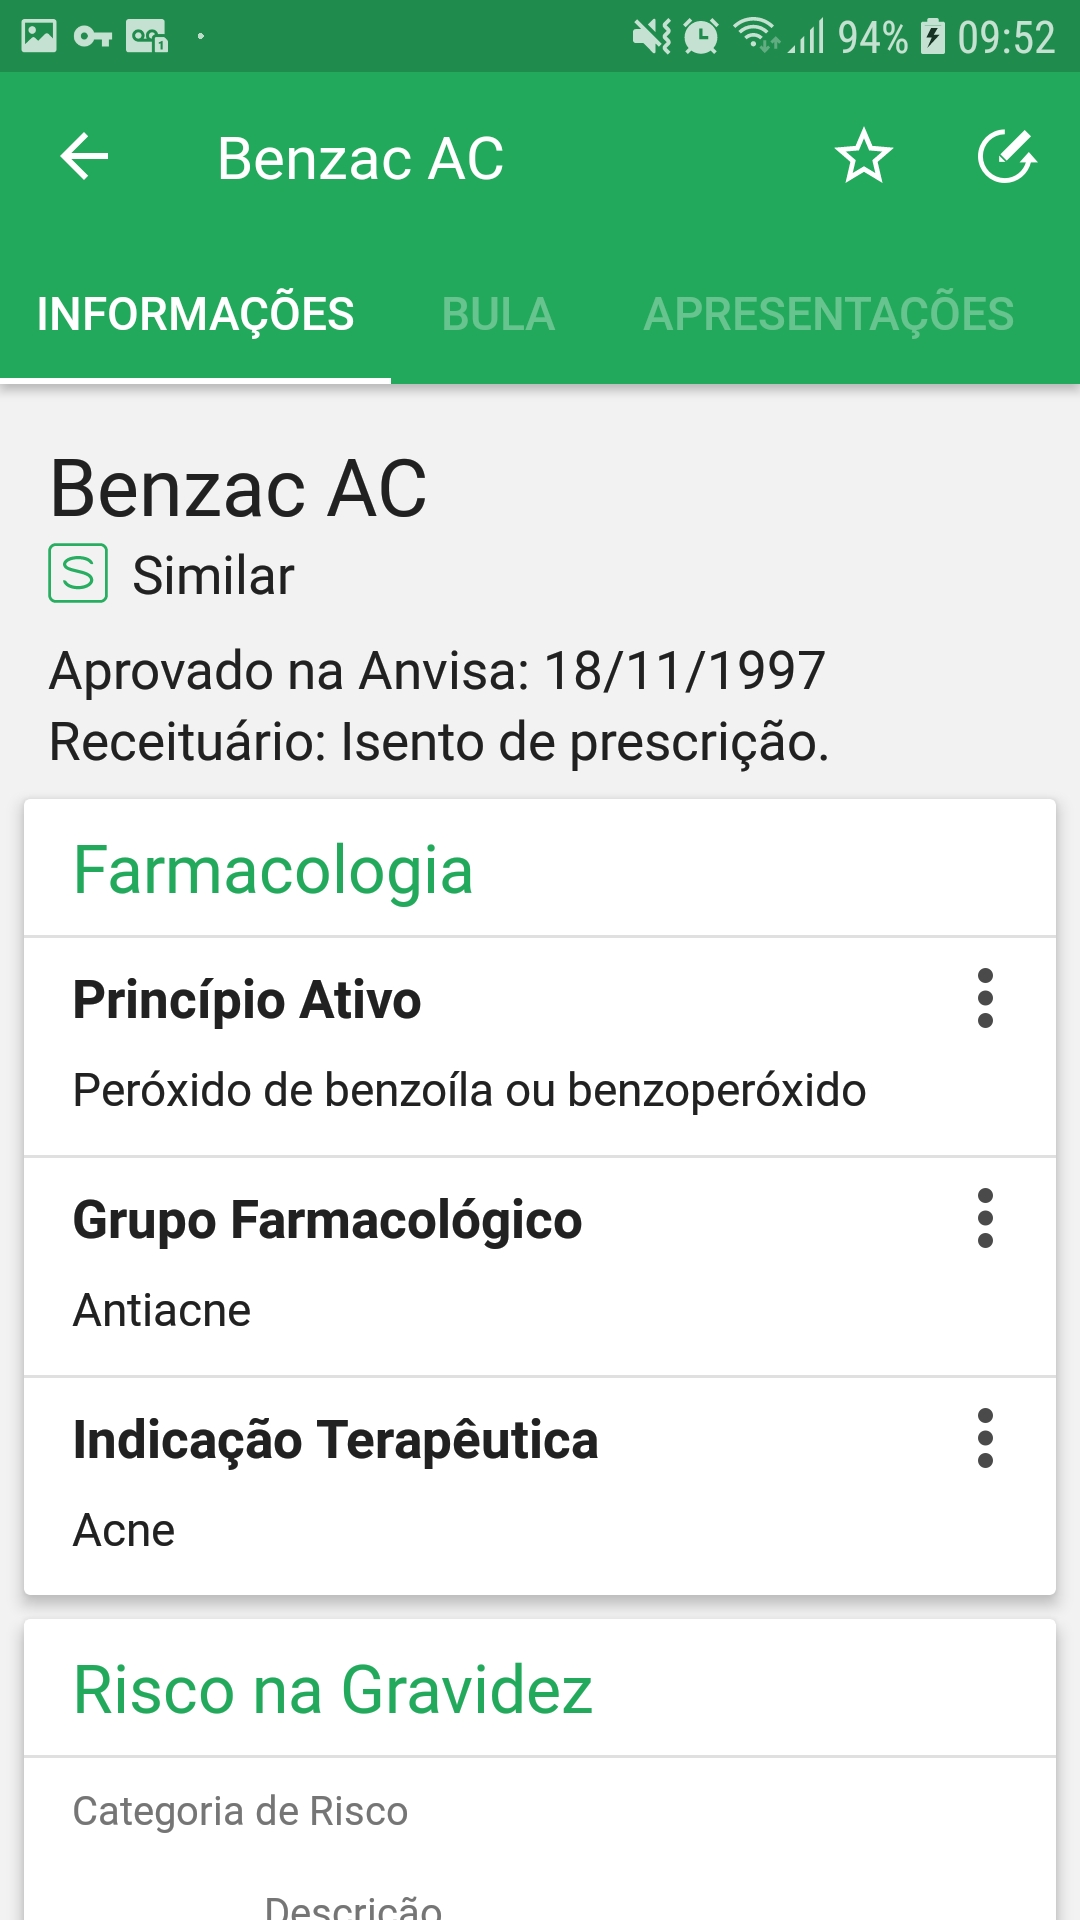 94% 09:52
Benzac AC
INFORMAÇÕES BULA APRESENTAÇÕES
Benzac AC
S Similar
Aprovado na Anvisa: 18/11/1997
Receituário: Isento de prescrição.
Farmacologia
Princípio Ativo
Peróxido de benzoíla ou benzoperóxido
Grupo Farmacológico
Antiacne
Indicação Terapêutica
Acne
Risco na Gravidez
Categoria de Risco
Descrição